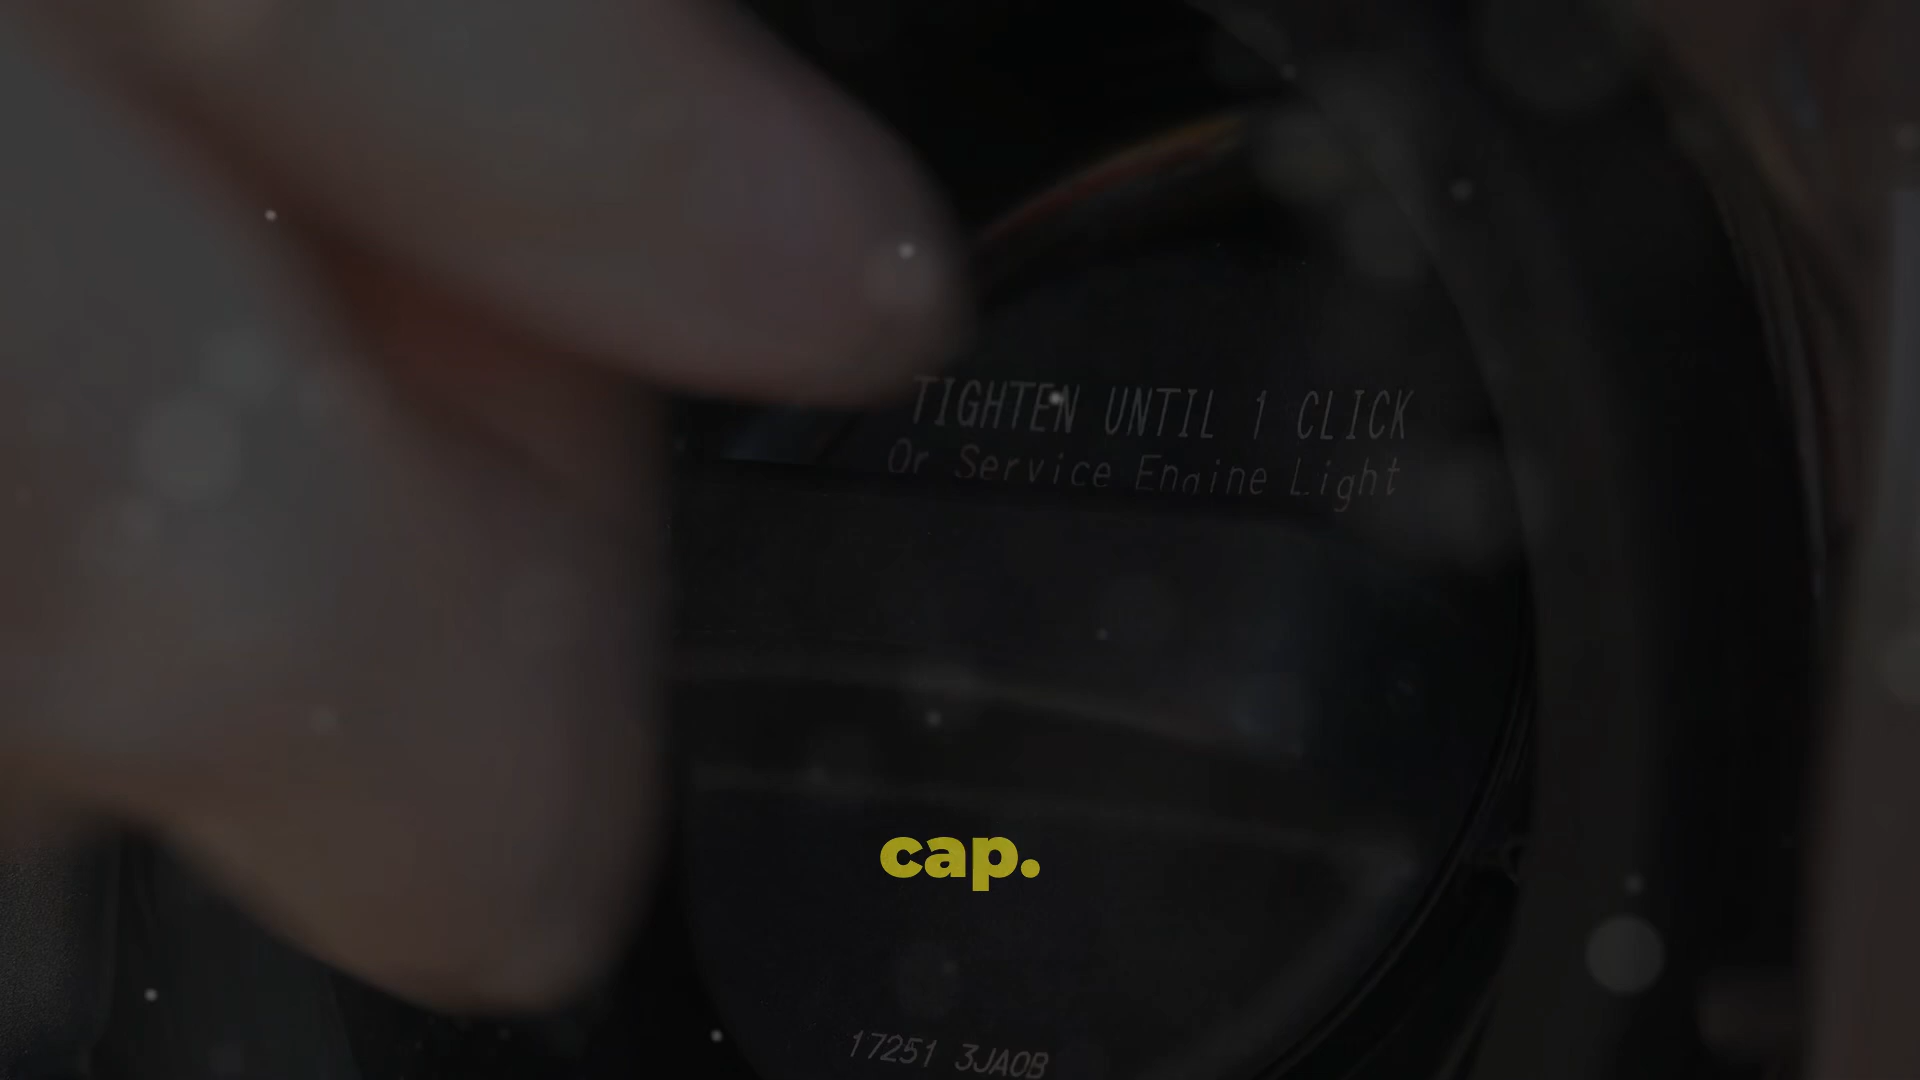 TIGHTEN UNTIL 1 CLICK
Or Service Engine Light
cap.
17251 3JA0B